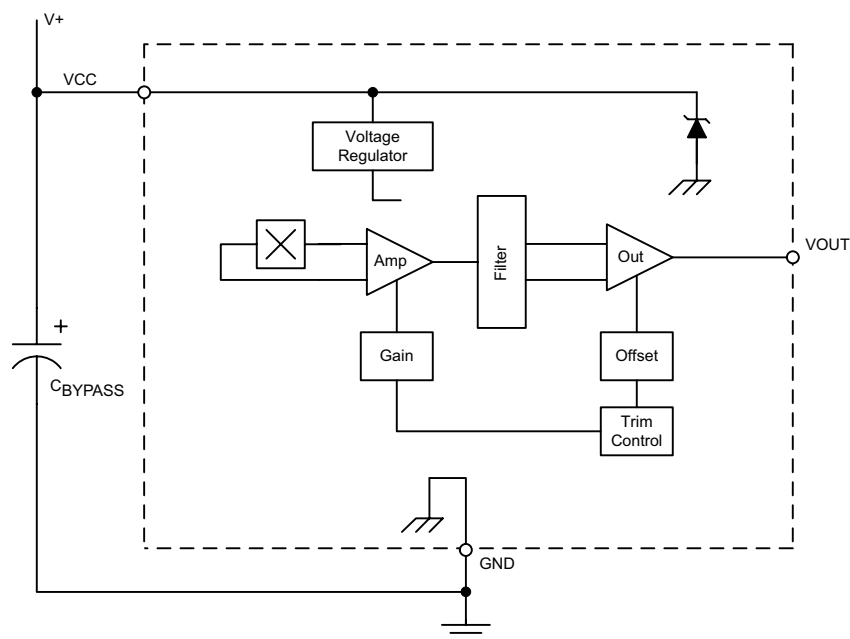 V+
VCC
Voltage
Regulator
VOUT
Amp
Filter
Out
+
Gain
Offset
CBYPASS
Trim
Control
GND